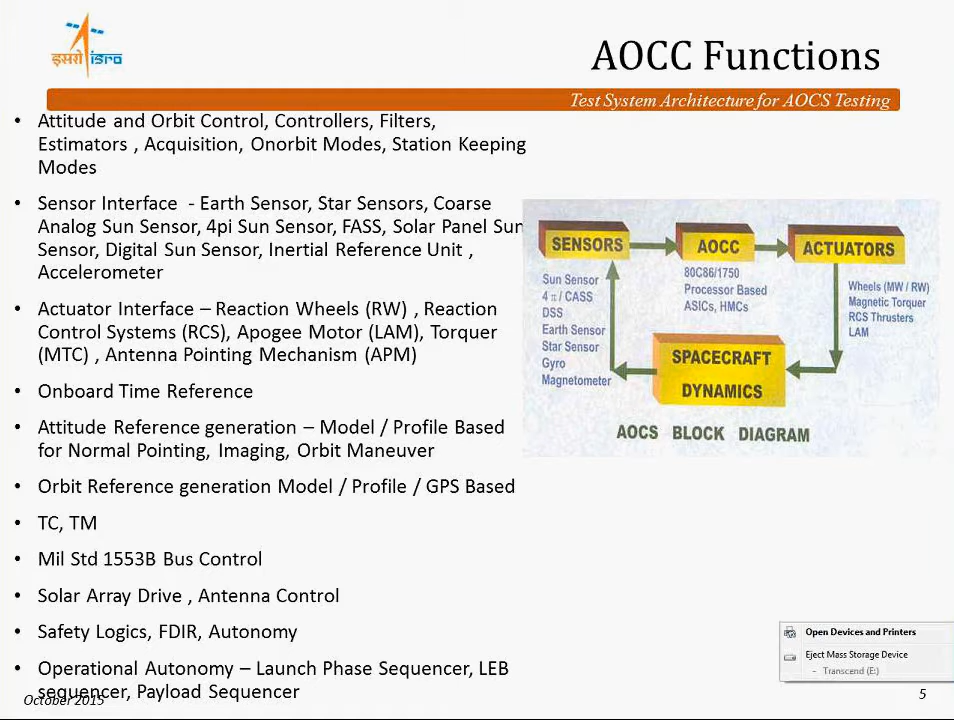 इसरो isro
AOCC Functions
Test System Architecture for AOCS Testing
• Attitude and Orbit Control, Controllers, Filters,
Estimators , Acquisition, Onorbit Modes, Station Keeping
Modes
• Sensor Interface - Earth Sensor, Star Sensors, Coarse
Analog Sun Sensor, 4pi Sun Sensor, FASS, Solar Panel Sun
Sensor, Digital Sun Sensor, Inertial Reference Unit ,
Accelerometer
• Actuator Interface – Reaction Wheels (RW) , Reaction
Control Systems (RCS), Apogee Motor (LAM), Torquer
(MTC) , Antenna Pointing Mechanism (APM)
• Onboard Time Reference
• Attitude Reference generation – Model / Profile Based
for Normal Pointing, Imaging, Orbit Maneuver
• Orbit Reference generation Model / Profile / GPS Based
• TC, TM
• Mil Std 1553B Bus Control
• Solar Array Drive , Antenna Control
• Safety Logics, FDIR, Autonomy
• Operational Autonomy – Launch Phase Sequencer, LEB
sequencer, Payload Sequencer
SENSORS
Sun Sensor
4 π / CASS
DSS
Earth Sensor
Star Sensor
Gyro
Magnetometer
AOCC
80C86/1750
Processor Based
ASICs, HMCs
ACTUATORS
Wheels (MW / RW)
Magnetic Torquer
RCS Thrusters
LAM
SPACECRAFT
DYNAMICS
AOCS BLOCK DIAGRAM
Open Devices and Printers
Eject Mass Storage Device
- Transcend (E:)
October 2015
5